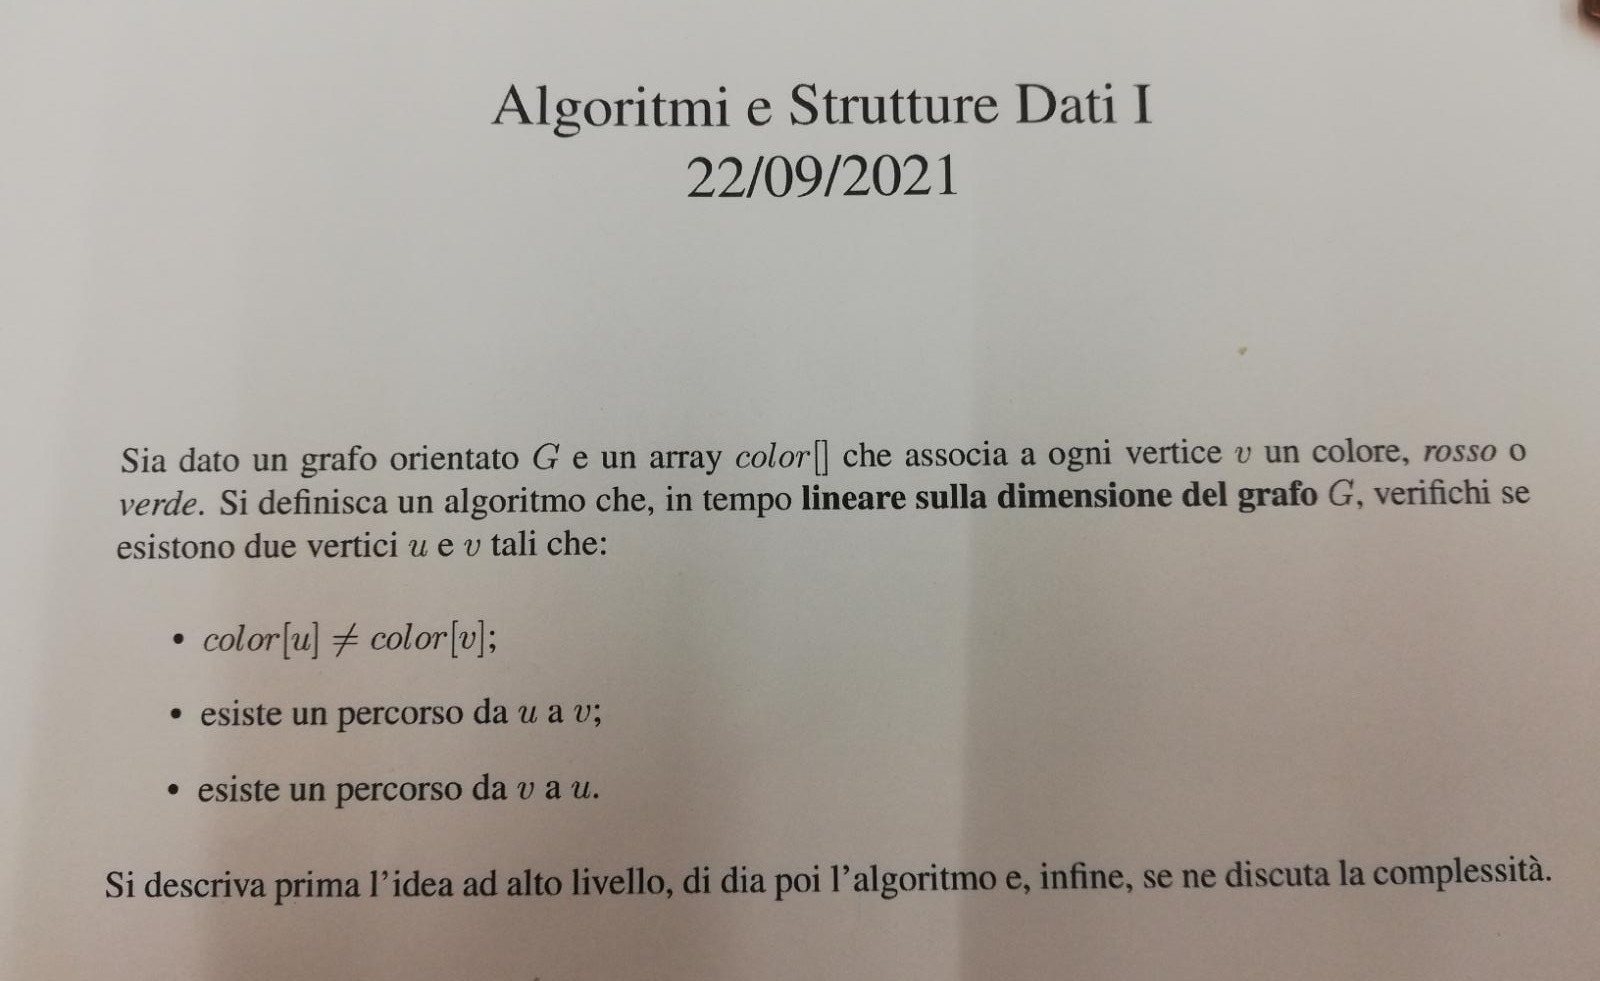 Algoritmi e Strutture Dati I
22/09/2021
Sia dato un grafo orientato G e un array color[] che associa a ogni vertice v un colore, rosso o
verde. Si definisca un algoritmo che, in tempo lineare sulla dimensione del grafo G, verifichi se
esistono due vertici u e v tali che:
• color[u] ≠ color[v];
• esiste un percorso da u a v;
• esiste un percorso da v a u.
Si descriva prima l'idea ad alto livello, di dia poi l'algoritmo e, infine, se ne discuta la complessità.